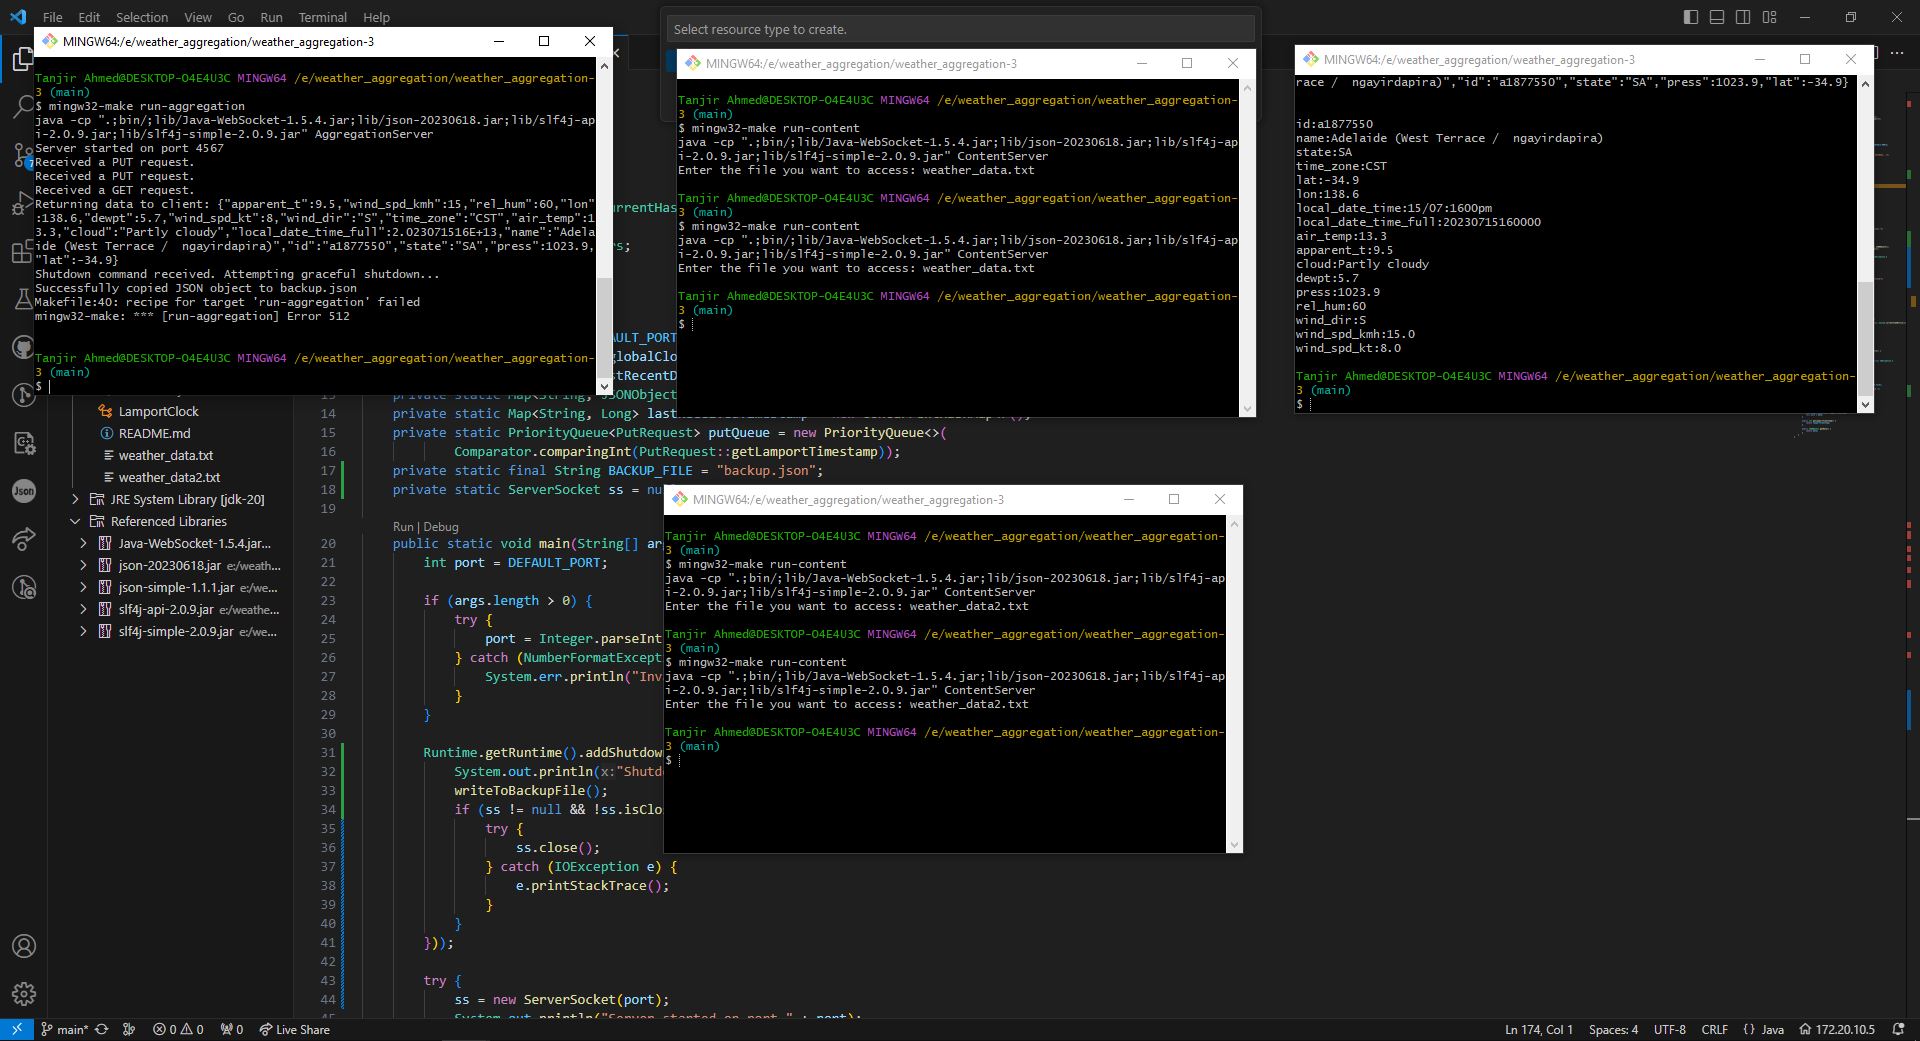 File Edit Selection View Go Run Terminal Help
Select resource type to create.
MINGW64:/e/weather_aggregation/weather_aggregation-3
Tanjir Ahmed@DESKTOP-O4E4U3C MINGW64 /e/weather_aggregation/weather_aggregation-
3 (main)
$ mingw32-make run-aggregation
java -cp ".;bin/;lib/Java-WebSocket-1.5.4.jar;lib/json-20230618.jar;lib/slf4j-ap
i-2.0.9.jar;lib/slf4j-simple-2.0.9.jar" AggregationServer
Server started on port 4567
Received a PUT request.
Received a PUT request.
Received a GET request.
Returning data to client: {"apparent_t":9.5,"wind_spd_kmh":15,"rel_hum":60,"lon"
:138.6,"dewpt":5.7,"wind_spd_kt":8,"wind_dir":"S","time_zone":"CST","air_temp":1
3.3,"cloud":"Partly cloudy","local_date_time_full":2.023071516E+13,"name":"Adela
ide (West Terrace /  ngayirdapira)","id":"a1877550","state":"SA","press":1023.9,
"lat":-34.9}
Shutdown command received. Attempting graceful shutdown...
Successfully copied JSON object to backup.json
Makefile:40: recipe for target 'run-aggregation' failed
mingw32-make: *** [run-aggregation] Error 512
Tanjir Ahmed@DESKTOP-O4E4U3C MINGW64 /e/weather_aggregation/weather_aggregation-
3 (main)
$
MINGW64:/e/weather_aggregation/weather_aggregation-3
Tanjir Ahmed@DESKTOP-O4E4U3C MINGW64 /e/weather_aggregation/weather_aggregation-
3 (main)
$ mingw32-make run-content
java -cp ".;bin/;lib/Java-WebSocket-1.5.4.jar;lib/json-20230618.jar;lib/slf4j-ap
i-2.0.9.jar;lib/slf4j-simple-2.0.9.jar" ContentServer
Enter the file you want to access: weather_data.txt
Tanjir Ahmed@DESKTOP-O4E4U3C MINGW64 /e/weather_aggregation/weather_aggregation-
3 (main)
$ mingw32-make run-content
java -cp ".;bin/;lib/Java-WebSocket-1.5.4.jar;lib/json-20230618.jar;lib/slf4j-ap
i-2.0.9.jar;lib/slf4j-simple-2.0.9.jar" ContentServer
Enter the file you want to access: weather_data.txt
Tanjir Ahmed@DESKTOP-O4E4U3C MINGW64 /e/weather_aggregation/weather_aggregation-
3 (main)
$
MINGW64:/e/weather_aggregation/weather_aggregation-3
race /  ngayirdapira)","id":"a1877550","state":"SA","press":1023.9,"lat":-34.9}
id:a1877550
name:Adelaide (West Terrace /  ngayirdapira)
state:SA
time_zone:CST
lat:-34.9
lon:138.6
local_date_time:15/07:1600pm
local_date_time_full:20230715160000
air_temp:13.3
apparent_t:9.5
cloud:Partly cloudy
dewpt:5.7
press:1023.9
rel_hum:60
wind_dir:S
wind_spd_kmh:15.0
wind_spd_kt:8.0
Tanjir Ahmed@DESKTOP-O4E4U3C MINGW64 /e/weather_aggregation/weather_aggregation-
3 (main)
$
MINGW64:/e/weather_aggregation/weather_aggregation-3
Tanjir Ahmed@DESKTOP-O4E4U3C MINGW64 /e/weather_aggregation/weather_aggregation-
3 (main)
$ mingw32-make run-content
java -cp ".;bin/;lib/Java-WebSocket-1.5.4.jar;lib/json-20230618.jar;lib/slf4j-ap
i-2.0.9.jar;lib/slf4j-simple-2.0.9.jar" ContentServer
Enter the file you want to access: weather_data2.txt
Tanjir Ahmed@DESKTOP-O4E4U3C MINGW64 /e/weather_aggregation/weather_aggregation-
3 (main)
$ mingw32-make run-content
java -cp ".;bin/;lib/Java-WebSocket-1.5.4.jar;lib/json-20230618.jar;lib/slf4j-ap
i-2.0.9.jar;lib/slf4j-simple-2.0.9.jar" ContentServer
Enter the file you want to access: weather_data2.txt
Tanjir Ahmed@DESKTOP-O4E4U3C MINGW64 /e/weather_aggregation/weather_aggregation-
3 (main)
$
LamportClock
README.md
weather_data.txt
weather_data2.txt
JRE System Library [jdk-20]
Referenced Libraries
Java-WebSocket-1.5.4.jar...
json-20230618.jar e:/weath...
json-simple-1.1.1.jar e:/we...
slf4j-api-2.0.9.jar e:/weathe...
slf4j-simple-2.0.9.jar e:/we...
Json
urrentHas
rs;
AULT_PORT
globalClo
stRecentD
13 private static Map<String, JSONObject
14 private static Map<String, Long> last
15 private static PriorityQueue<PutRequest> putQueue = new PriorityQueue<>(
16 Comparator.comparingInt(PutRequest::getLamportTimestamp));
17 private static final String BACKUP_FILE = "backup.json";
18 private static ServerSocket ss = nu
19
Run | Debug
20 public static void main(String[] ar
21 int port = DEFAULT_PORT;
22
23 if (args.length > 0) {
24 try {
25 port = Integer.parseInt
26 } catch (NumberFormatExcept
27 System.err.println("Inv
28 }
29 }
30
31 Runtime.getRuntime().addShutdow
32 System.out.println(x:"Shutd
33 writeToBackupFile();
34 if (ss != null && !ss.isClo
35 try {
36 ss.close();
37 } catch (IOException e) {
38 e.printStackTrace();
39 }
40 }
41 }));
42
43 try {
44 ss = new ServerSocket(port);
45 System.out.println("Server started on port " + port);
main* 0 0 0 Live Share
Ln 174, Col 1 Spaces: 4 UTF-8 CRLF {} Java 172.20.10.5